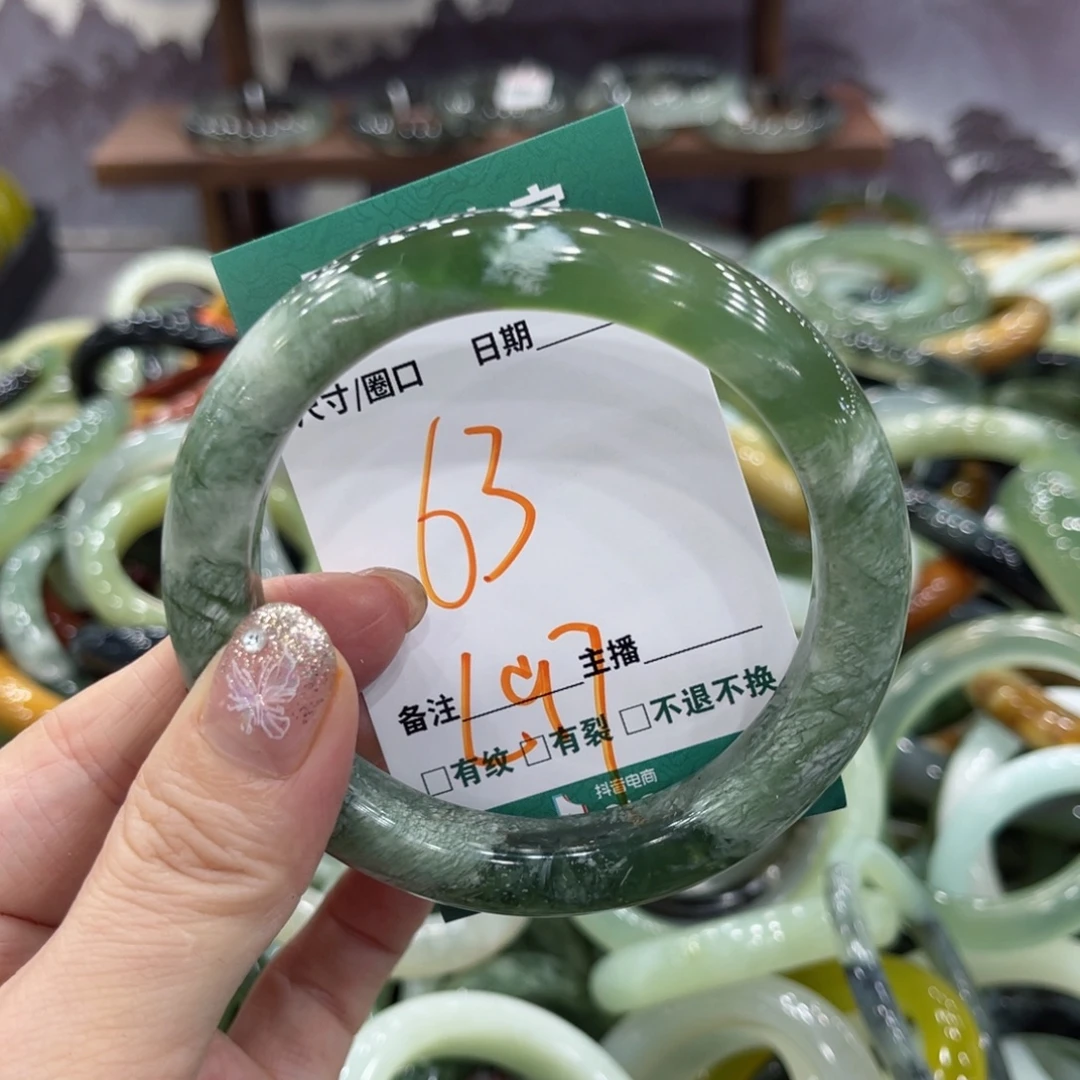 日期
尺寸/圈口
63
L97
主播
备注
□有纹 □有裂 □不退不换
抖音电商